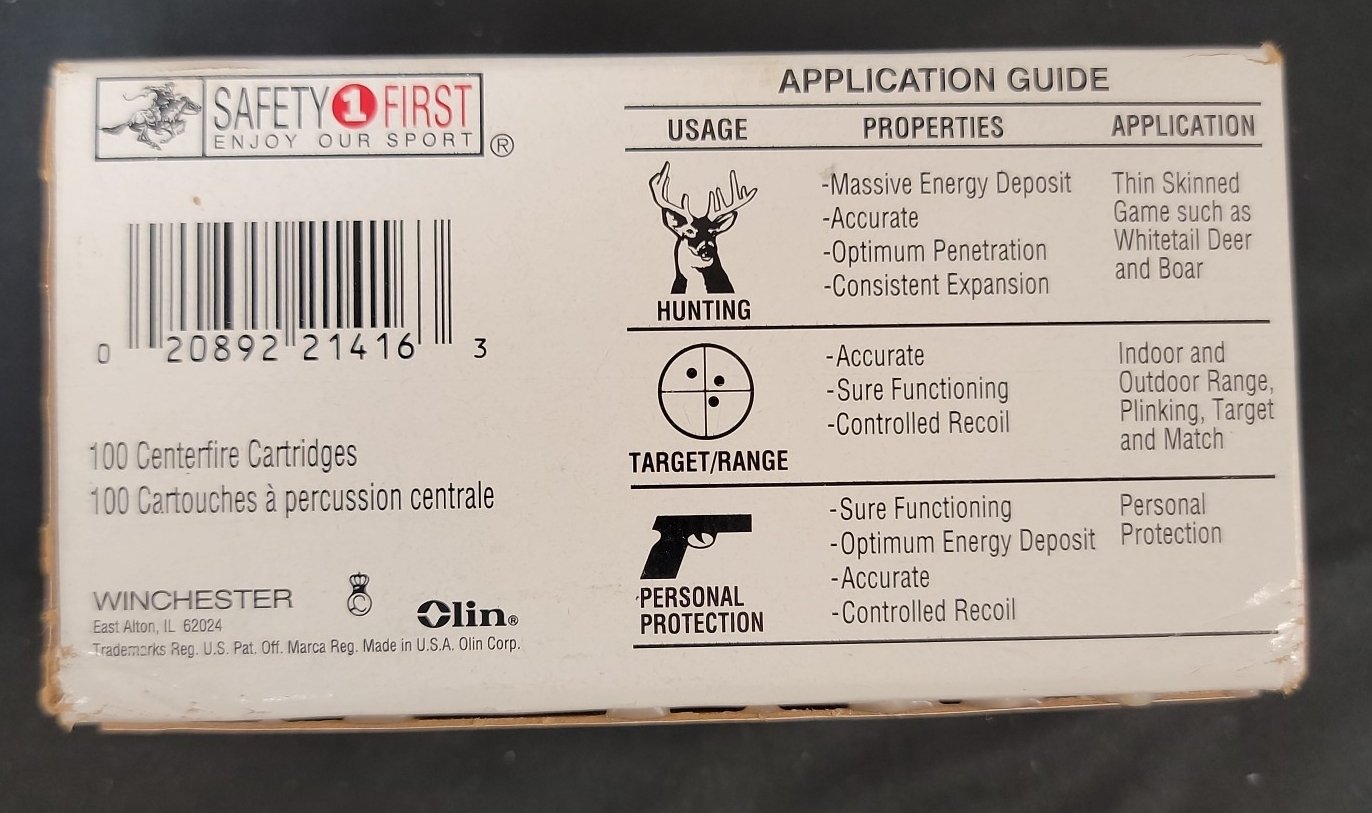 SAFETY 1 FIRST
ENJOY OUR SPORT ®
0 20892 21416 3
100 Centerfire Cartridges
100 Cartouches à percussion centrale
WINCHESTER
East Alton, IL 62024
Olin®
Trademarks Reg. U.S. Pat. Off. Marca Reg. Made in U.S.A. Olin Corp.
APPLICATION GUIDE
USAGE PROPERTIES APPLICATION
HUNTING
-Massive Energy Deposit
-Accurate
-Optimum Penetration
-Consistent Expansion
Thin Skinned
Game such as
Whitetail Deer
and Boar
TARGET/RANGE
-Accurate
-Sure Functioning
-Controlled Recoil
Indoor and
Outdoor Range,
Plinking, Target
and Match
PERSONAL
PROTECTION
-Sure Functioning
-Optimum Energy Deposit
-Accurate
-Controlled Recoil
Personal
Protection